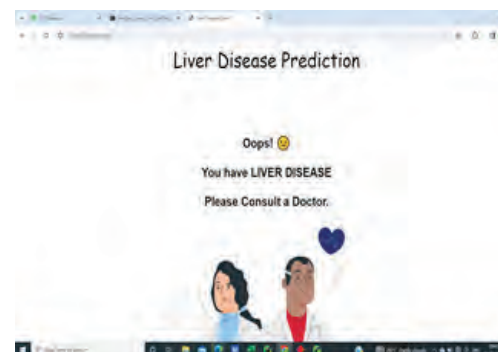 Liver Disease Prediction
Oops!
You have LIVER DISEASE
Please Consult a Doctor.